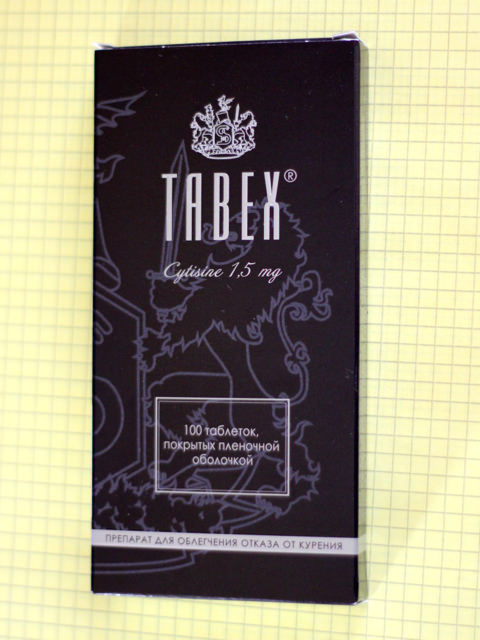 S
TABEX®
Cytisine 1,5 mg
100 таблеток,
покрытых пленочной
оболочкой
ПРЕПАРАТ ДЛЯ ОБЛЕГЧЕНИЯ ОТКАЗА ОТ КУРЕНИЯ